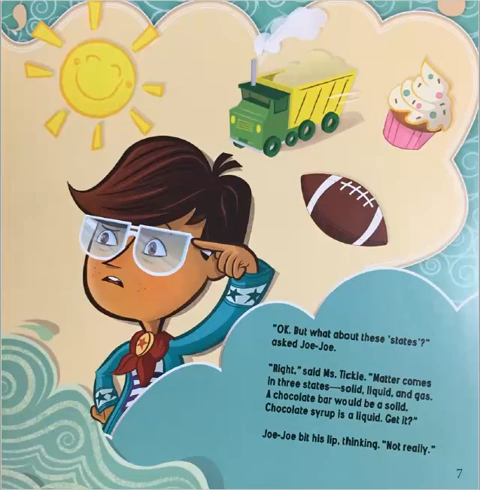 "OK. But what about these 'states'?"
asked Joe-Joe.
"Right," said Ms. Tickle. "Matter comes
in three states—solid, liquid, and gas.
A chocolate bar would be a solid.
Chocolate syrup is a liquid. Get it?"
Joe-Joe bit his lip, thinking. "Not really."
7